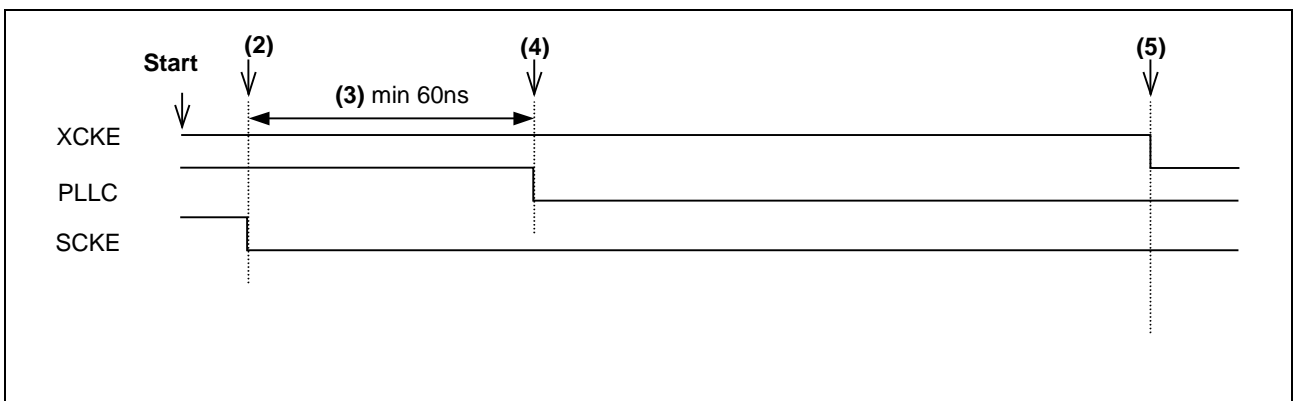 (2)
(4)
(5)
Start
(3) min 60ns
XCKE
PLLC
SCKE